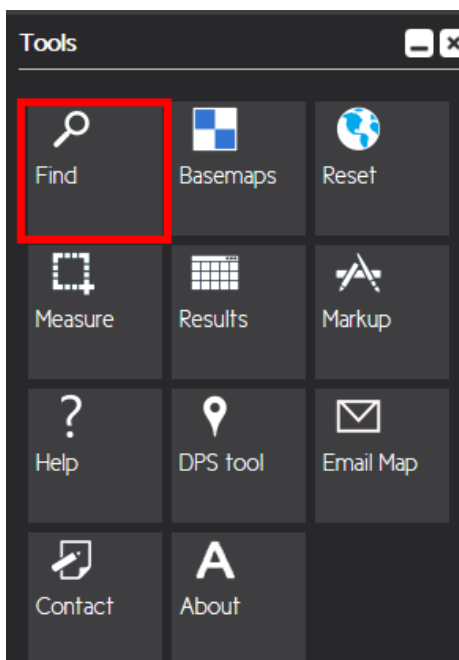 Tools
Find Basemaps Reset
Measure Results Markup
Help DPS tool Email Map
Contact About